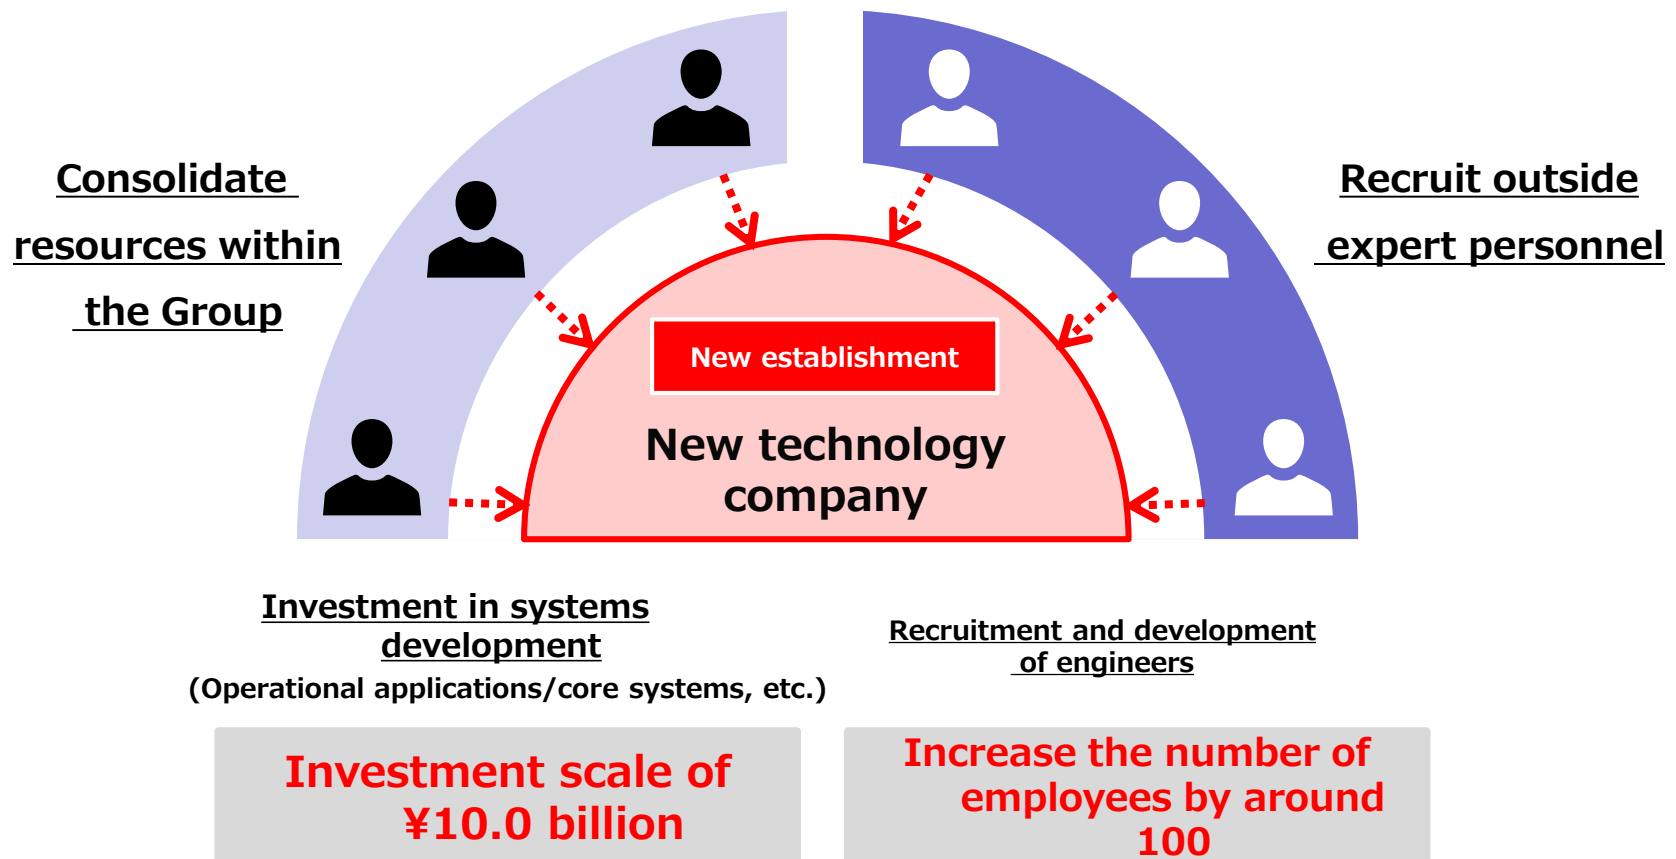 Consolidate
resources within
the Group
Recruit outside
expert personnel
New establishment
New technology
company
Investment in systems
development
(Operational applications/core systems, etc.)
Recruitment and development
of engineers
Investment scale of
¥10.0 billion
Increase the number of
employees by around
100